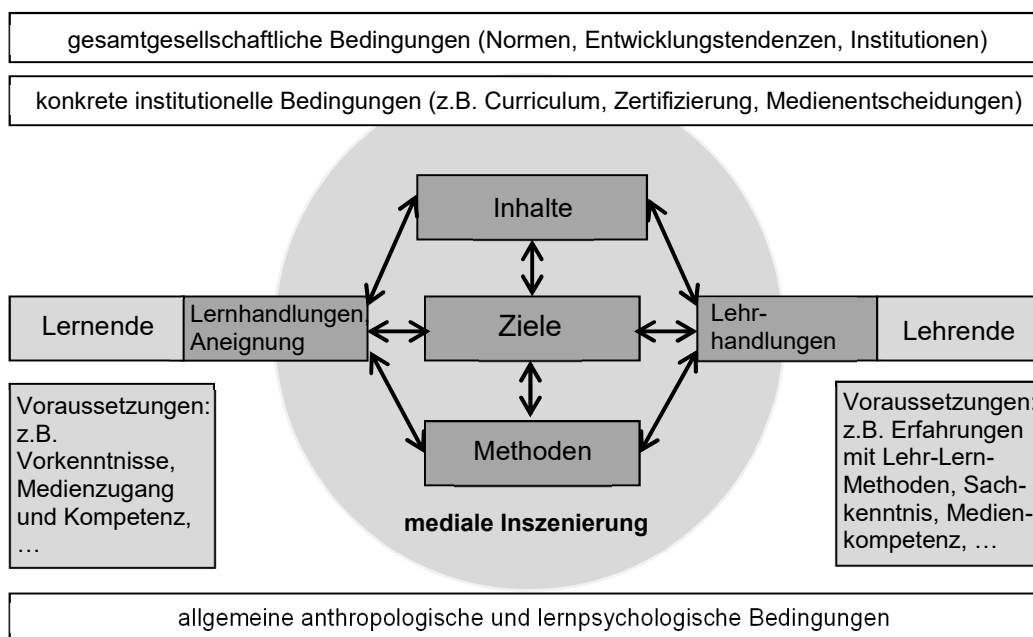 gesamtgesellschaftliche Bedingungen (Normen, Entwicklungstendenzen, Institutionen)
konkrete institutionelle Bedingungen (z.B. Curriculum, Zertifizierung, Medienentscheidungen)
Inhalte
Lernende
Lernhandlungen,
Aneignung
Ziele
Lehr-
handlungen
Lehrende
Voraussetzungen:
z.B.
Vorkenntnisse,
Medienzugang
und Kompetenz,
…
Methoden
mediale Inszenierung
Voraussetzungen:
z.B. Erfahrungen
mit Lehr-Lern-
Methoden, Sach-
kenntnis, Medien-
kompetenz, …
allgemeine anthropologische und lernpsychologische Bedingungen